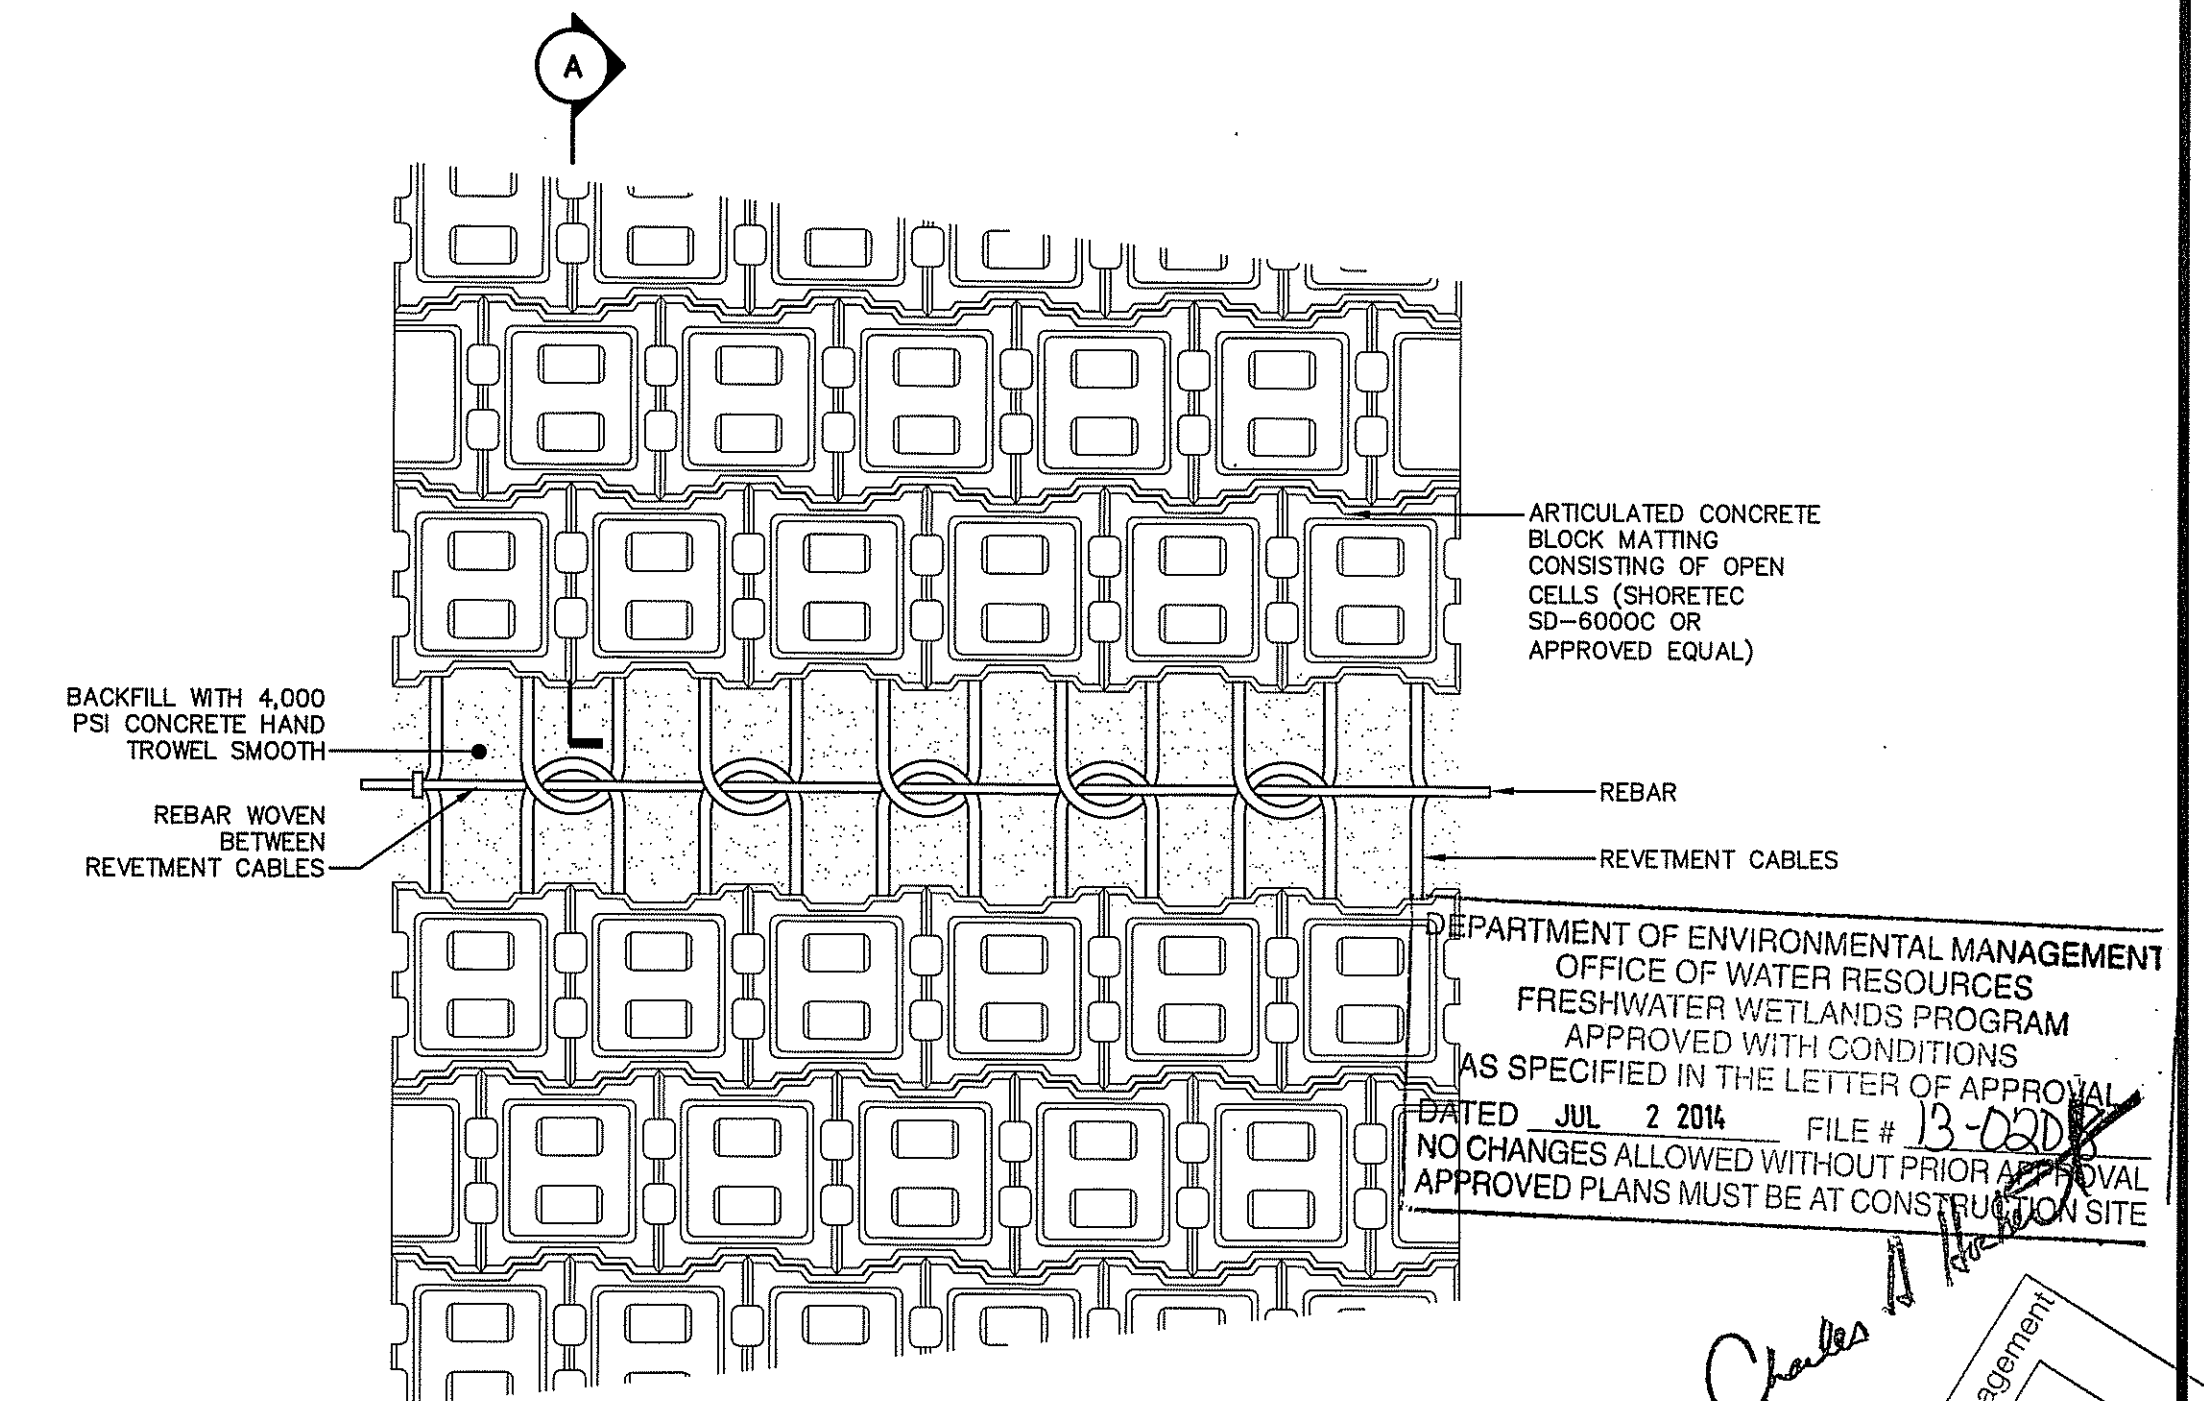 A
ARTICULATED CONCRETE
BLOCK MATTING
CONSISTING OF OPEN
CELLS (SHORETEC
SD-600OC OR
APPROVED EQUAL)
BACKFILL WITH 4,000
PSI CONCRETE HAND
TROWEL SMOOTH
REBAR WOVEN
BETWEEN
REVETMENT CABLES
REBAR
REVETMENT CABLES
DEPARTMENT OF ENVIRONMENTAL MANAGEMENT
OFFICE OF WATER RESOURCES
FRESHWATER WETLANDS PROGRAM
APPROVED WITH CONDITIONS
AS SPECIFIED IN THE LETTER OF APPROVAL
DATED JUL 2 2014 FILE #
NO CHANGES ALLOWED WITHOUT PRIOR APPROVAL
APPROVED PLANS MUST BE AT CONSTRUCTION SITE
Charles A
agement